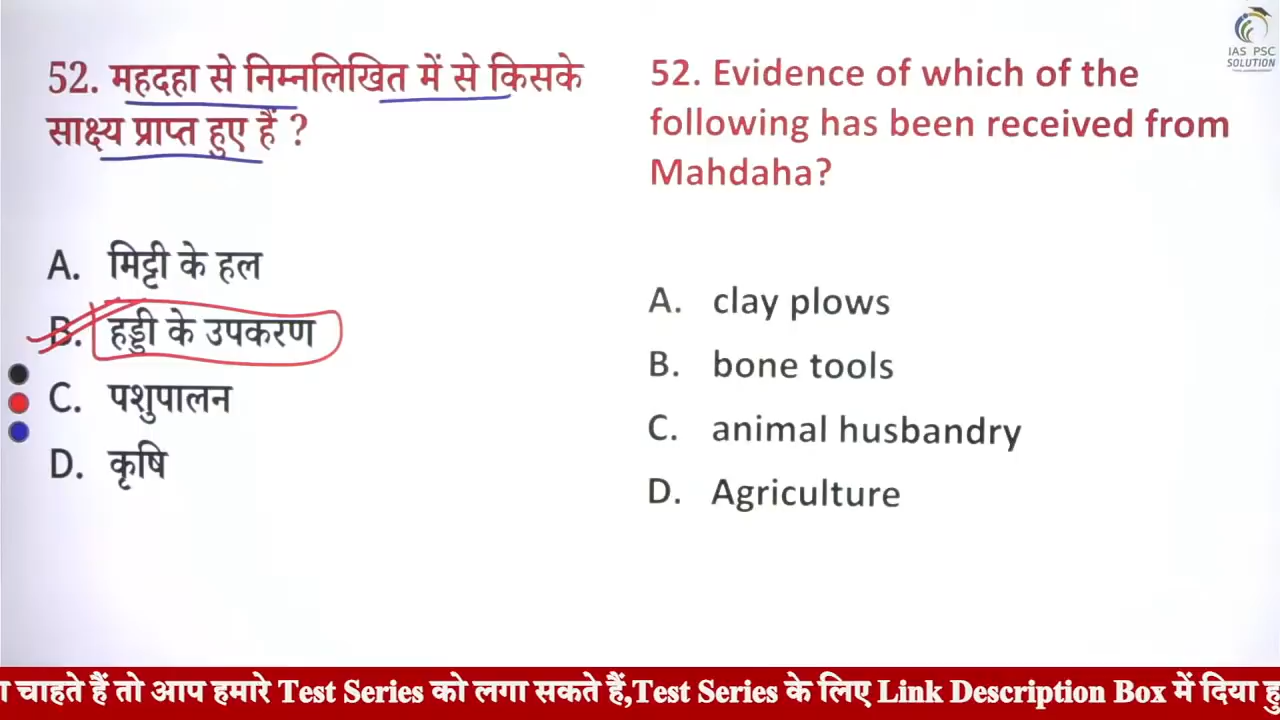 IAS PSC
SOLUTION
52. महदहा से निम्नलिखित में से किसके
साक्ष्य प्राप्त हुए हैं ?
A. मिट्टी के हल
B. हड्डी के उपकरण
C. पशुपालन
D. कृषि
52. Evidence of which of the
following has been received from
Mahdaha?
A. clay plows
B. bone tools
C. animal husbandry
D. Agriculture
चाहते हैं तो आप हमारे Test Series को लगा सकते हैं,Test Series के लिए Link Description Box में दिया